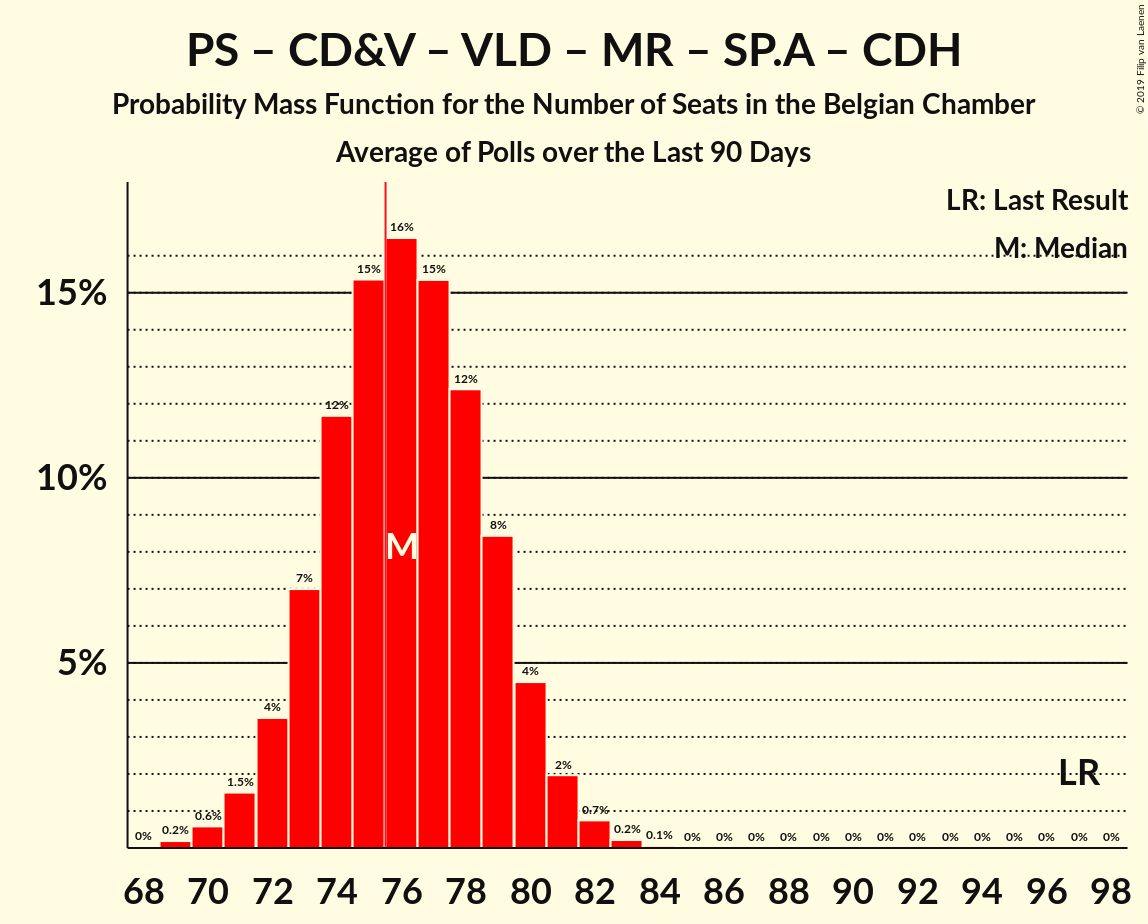 PS – CD&V – VLD – MR – SP.A – CDH
Probability Mass Function for the Number of Seats in the Belgian Chamber
Average of Polls over the Last 90 Days
© 2019 Filip van Laenen
LR: Last Result
M: Median
15%
10%
5%
0%
0.2%
0.6%
1.5%
4%
7%
12%
15%
16%
15%
12%
8%
4%
2%
0.7%
0.2%
0.1%
0% 0% 0% 0% 0% 0% 0% 0% 0% 0% 0% 0% 0% 0%
M
LR
68 70 72 74 76 78 80 82 84 86 88 90 92 94 96 98